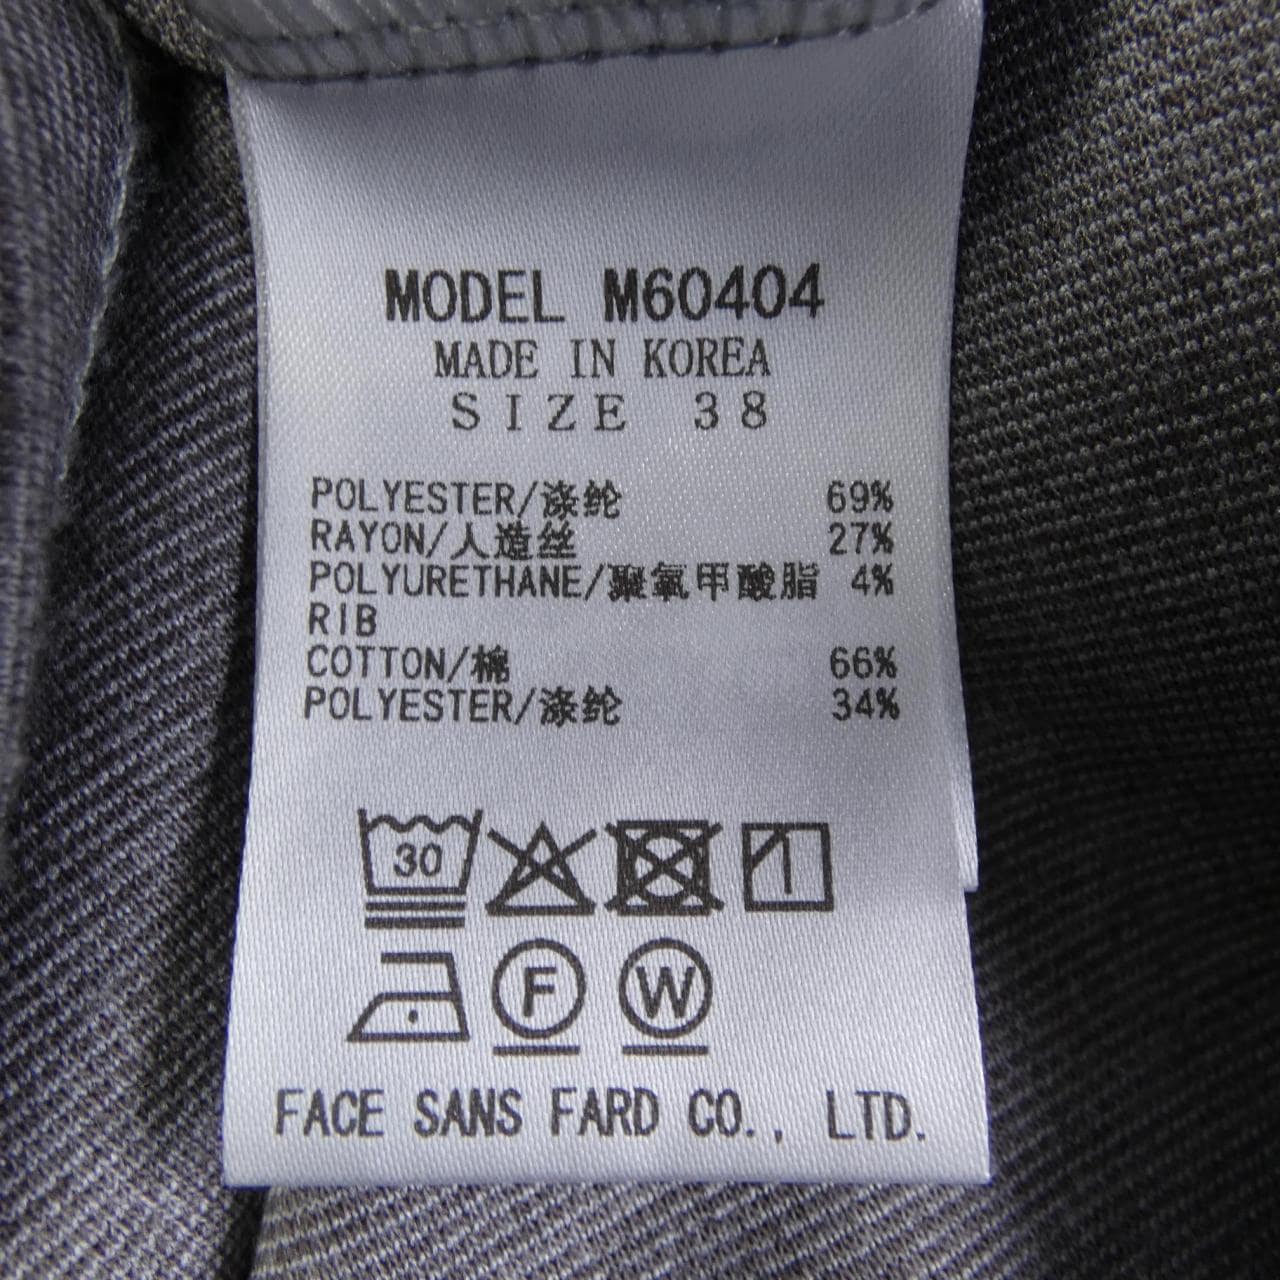 MODEL M60404
MADE IN KOREA
SIZE 38
POLYESTER/涤纶 69%
RAYON/人造丝 27%
POLYURETHANE/聚氨甲酸脂 4%
RIB
COTTON/棉 66%
POLYESTER/涤纶 34%
30
F W
FACE SANS FARD CO., LTD.